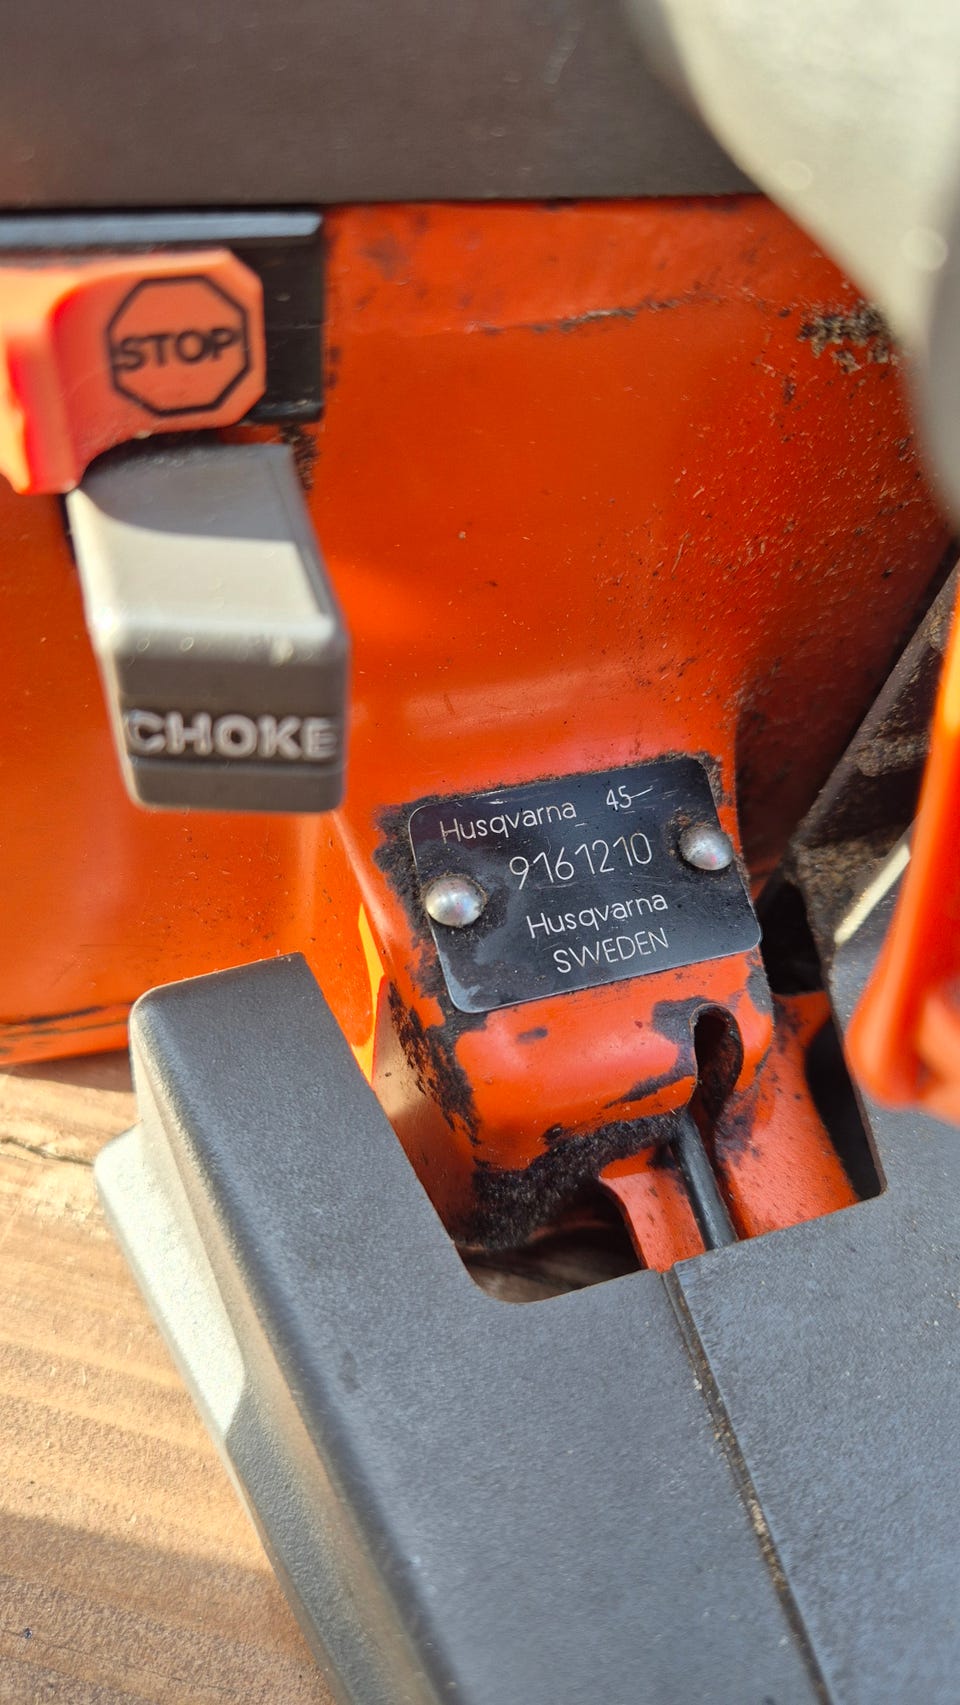 STOP
CHOKE
Husqvarna 45
9161210
Husqvarna
SWEDEN